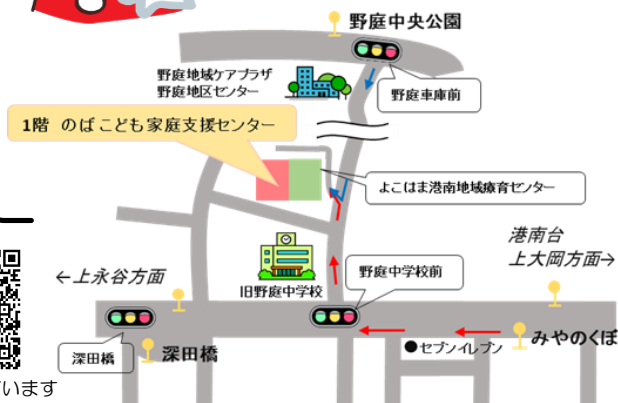 野庭中央公園
野庭地域ケアプラザ
野庭地区センター
野庭車庫前
1階 のばこども家庭支援センター
よこはま港南地域療育センター
港南台
上大岡方面→
←上永谷方面
旧野庭中学校
野庭中学校前
みやのくぼ
●セブンイレブン
深田橋
深田橋
います